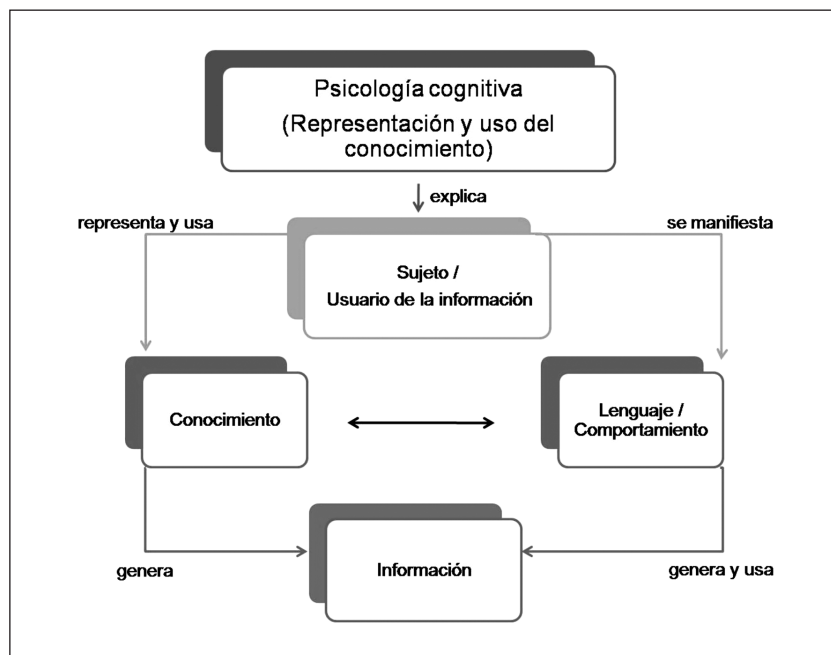 Psicología cognitiva
(Representación y uso del
conocimiento)
explica
representa y usa
se manifiesta
Sujeto /
Usuario de la información
Conocimiento
Lenguaje /
Comportamiento
genera
Información
genera y usa